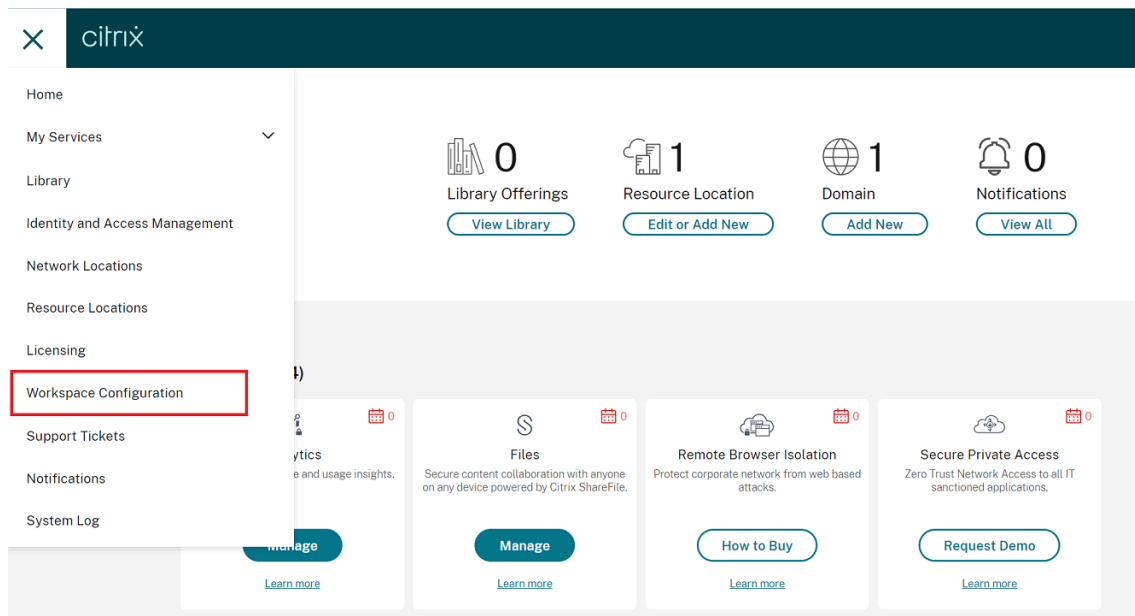 citrix
Home
My Services
Library
Identity and Access Management
Network Locations
Resource Locations
Licensing
Workspace Configuration
Support Tickets
Notifications
System Log
0
Library Offerings
View Library
1
Resource Location
Edit or Add New
1
Domain
Add New
0
Notifications
View All
4)
0
ytics
e and usage insights.
Manage
Learn more
0
Files
Secure content collaboration with anyone
on any device powered by Citrix ShareFile.
Manage
Learn more
0
Remote Browser Isolation
Protect corporate network from web based
attacks.
How to Buy
Learn more
0
Secure Private Access
Zero Trust Network Access to all IT
sanctioned applications.
Request Demo
Learn more